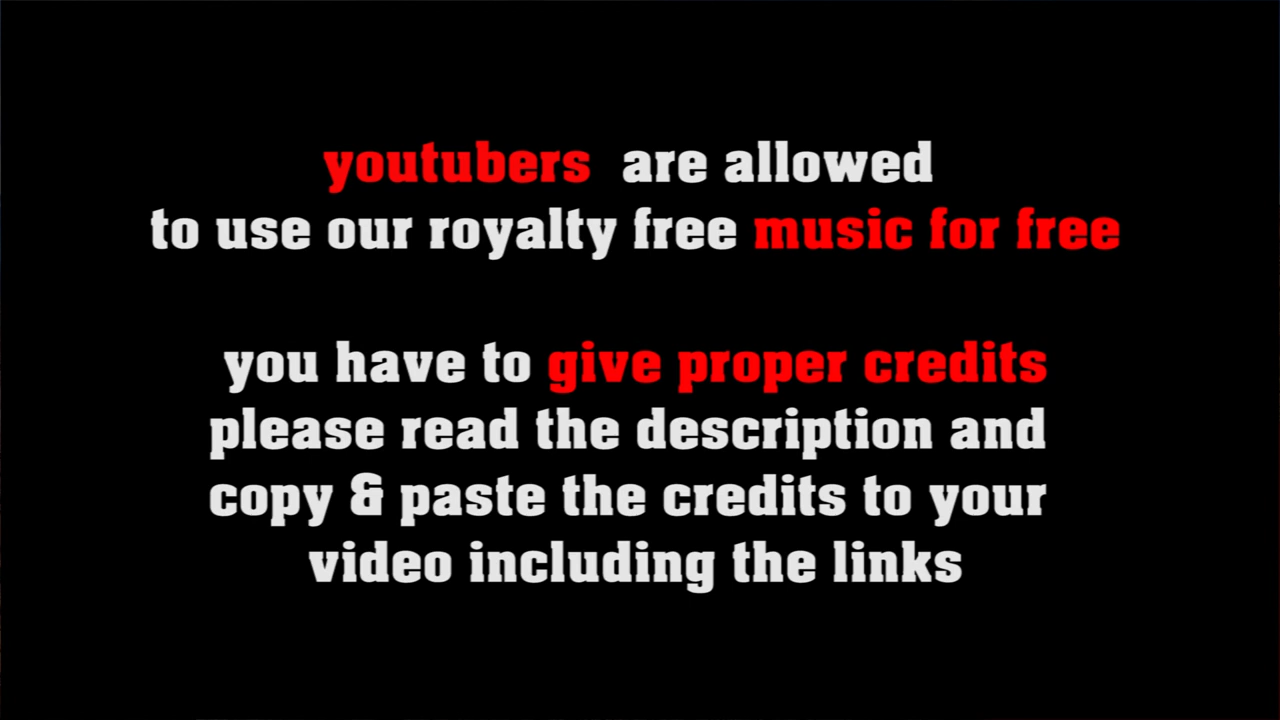 youtubers are allowed
to use our royalty free music for free
you have to give proper credits
please read the description and
copy & paste the credits to your
video including the links